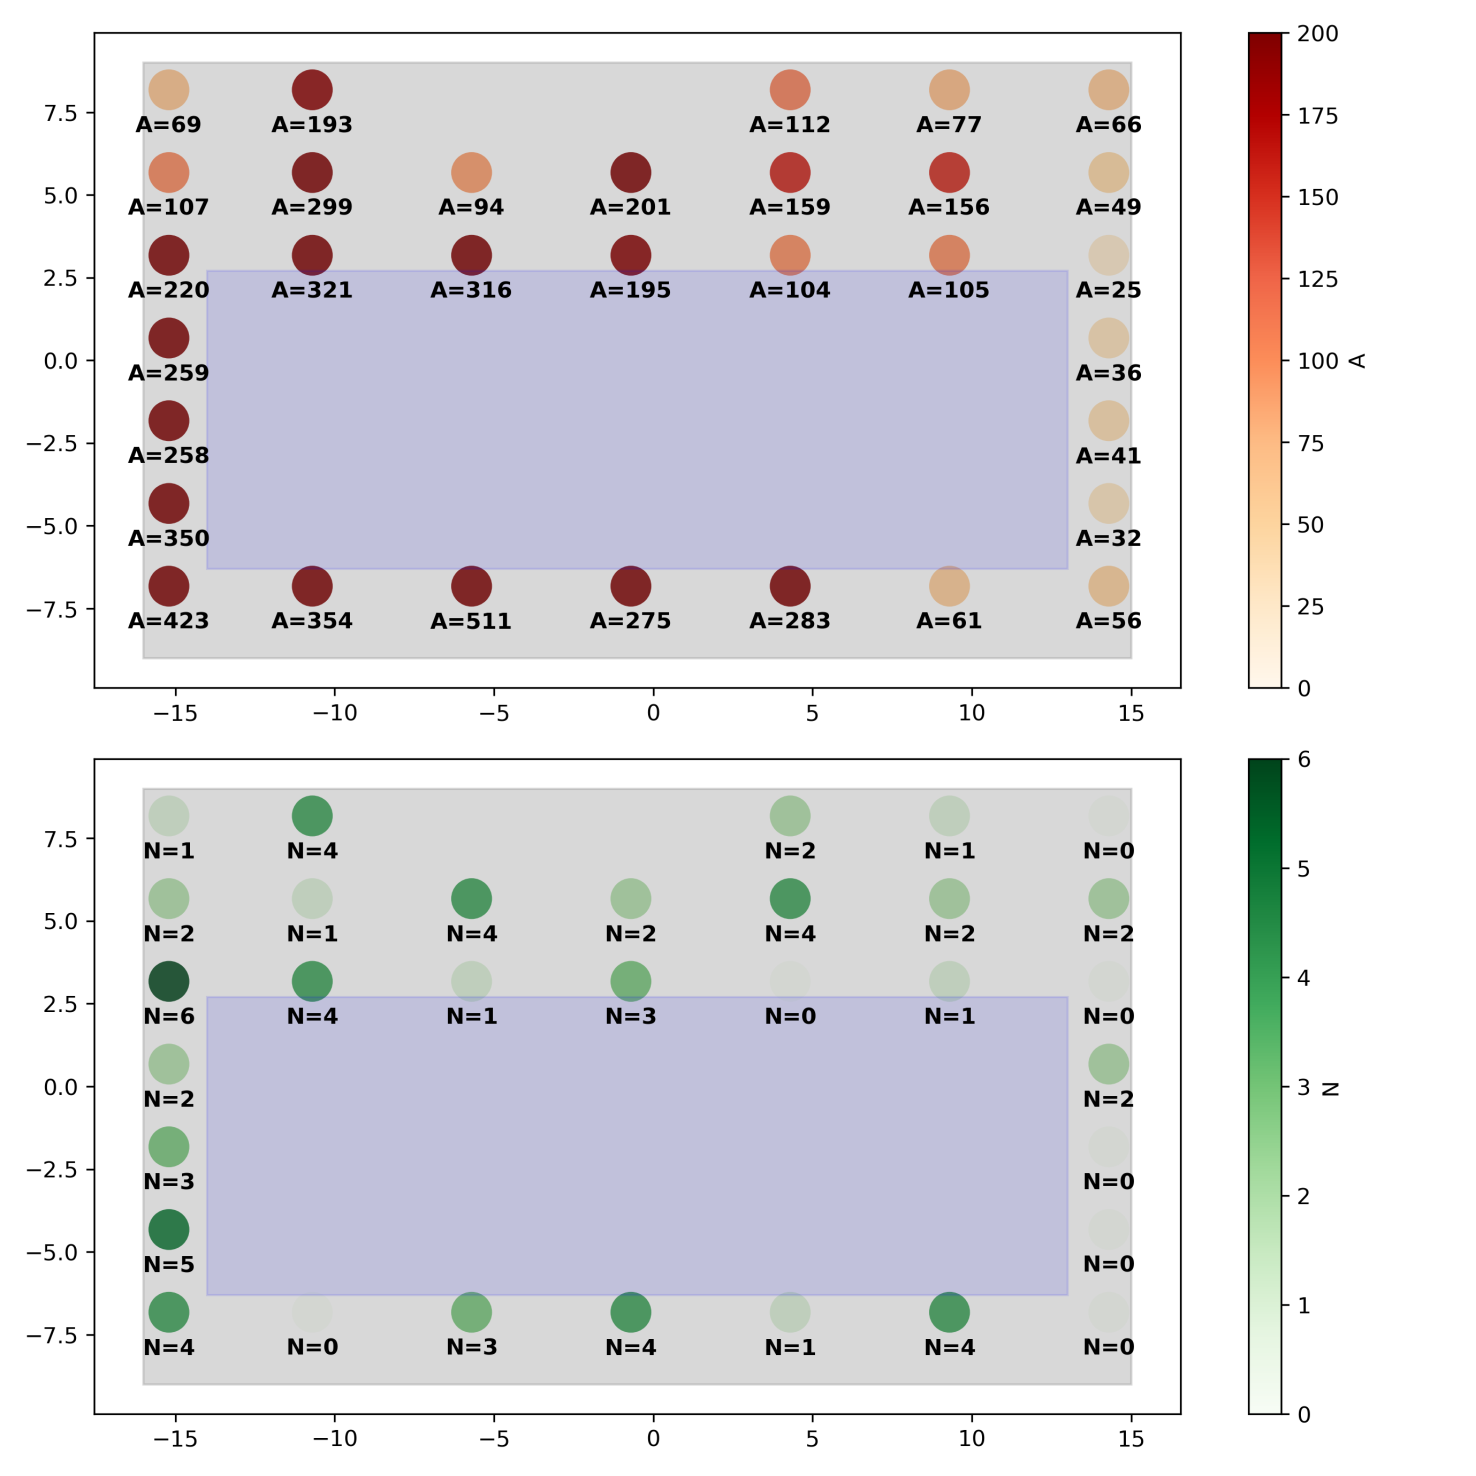 200
7.5
A=69 A=193 A=112 A=77 A=66
175
5.0
A=107 A=299 A=94 A=201 A=159 A=156 A=49
150
2.5
A=220 A=321 A=316 A=195 A=104 A=105 A=25
125
0.0
A=259 A=36
100
A
−2.5
A=258 A=41
75
−5.0
A=350 A=32
50
−7.5
A=423 A=354 A=511 A=275 A=283 A=61 A=56
25
0
−15 −10 −5 0 5 10 15
6
7.5
N=1 N=4 N=2 N=1 N=0
5
5.0
N=2 N=1 N=4 N=2 N=4 N=2 N=2
4
2.5
N=6 N=4 N=1 N=3 N=0 N=1 N=0
0.0
N=2 N=2
3
N
−2.5
N=3 N=0
2
−5.0
N=5 N=0
1
−7.5
N=4 N=0 N=3 N=4 N=1 N=4 N=0
0
−15 −10 −5 0 5 10 15